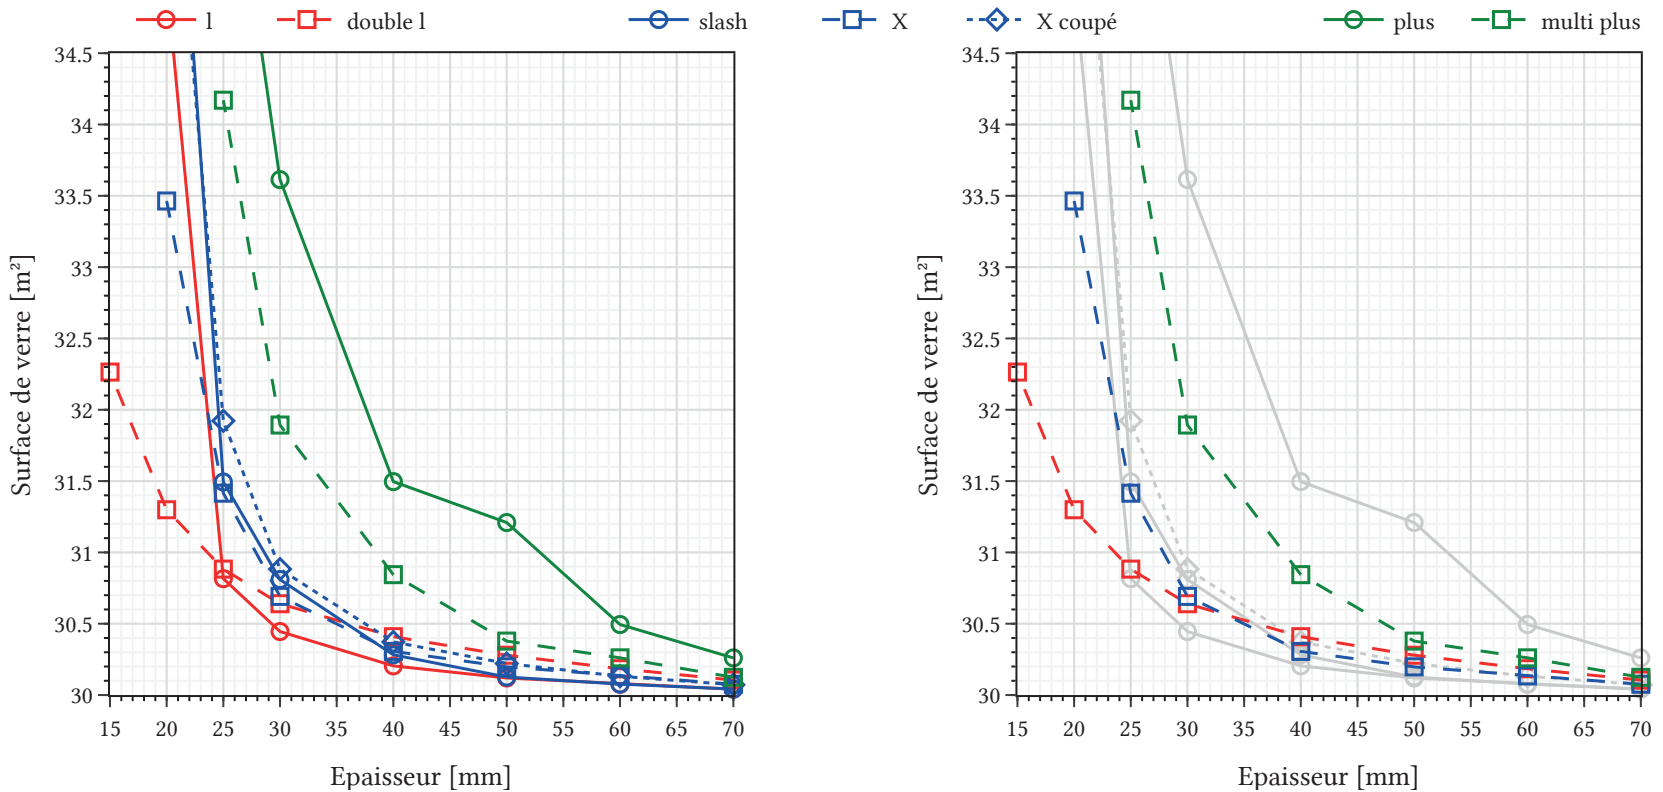 l double l slash X X coupé plus multi plus
34.5
34
33.5
33
32.5
32
31.5
31
30.5
30
Surface de verre [m²]
15 20 25 30 35 40 45 50 55 60 65 70
Epaisseur [mm]
34.5
34
33.5
33
32.5
32
31.5
31
30.5
30
Surface de verre [m²]
15 20 25 30 35 40 45 50 55 60 65 70
Epaisseur [mm]